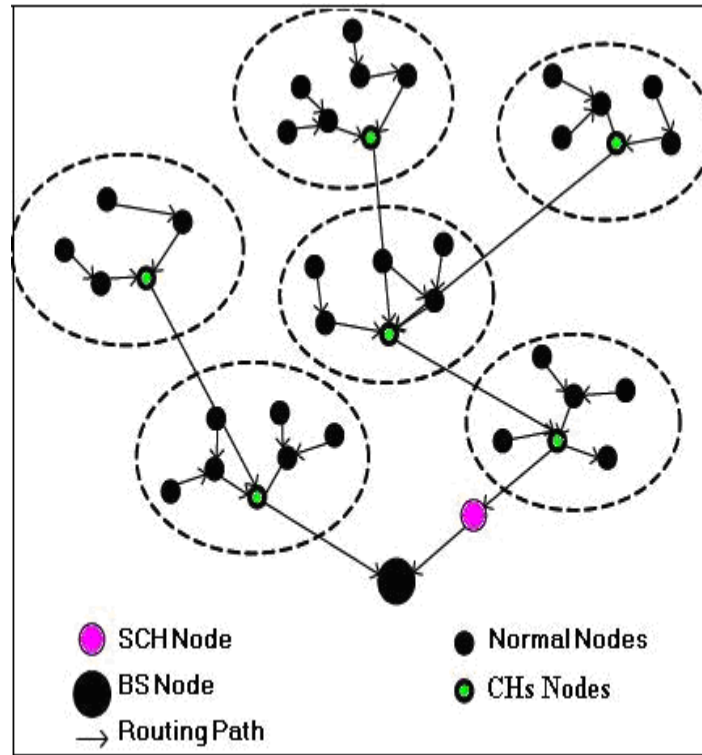 SCH Node
Normal Nodes
BS Node
CHs Nodes
Routing Path